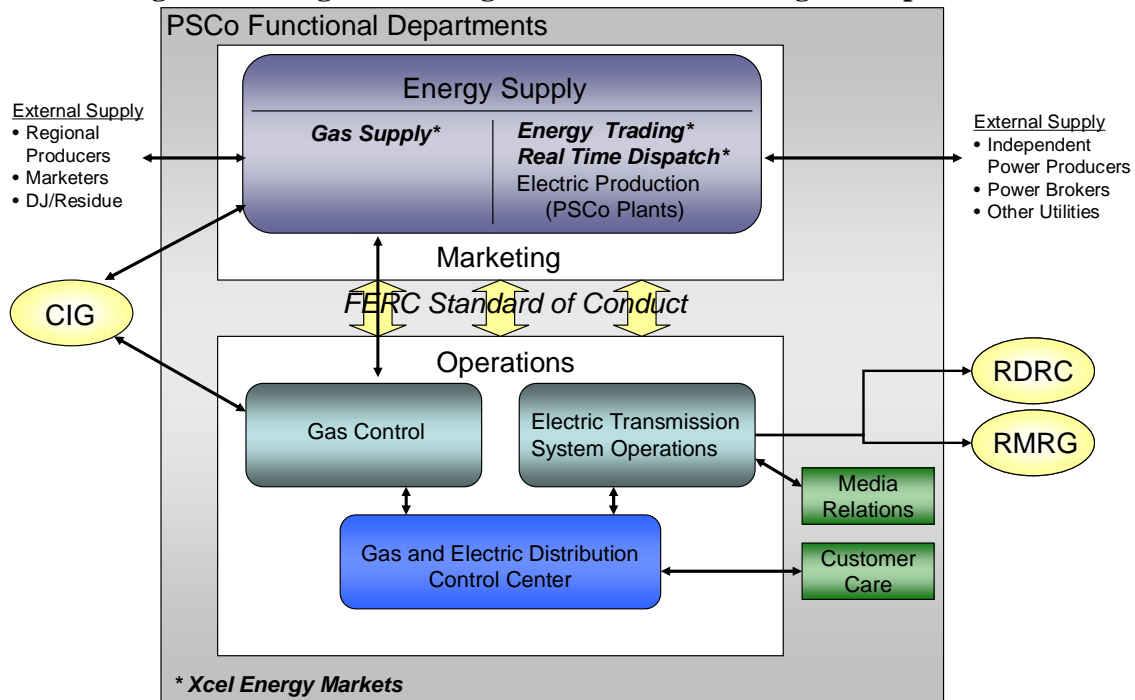 PSCo Functional Departments
Energy Supply
Gas Supply*
Energy Trading*
Real Time Dispatch*
Electric Production
(PSCo Plants)
External Supply
• Regional
Producers
• Marketers
• DJ/Residue
External Supply
• Independent
Power Producers
• Power Brokers
• Other Utilities
Marketing
FERC Standard of Conduct
CIG
Operations
Gas Control
Electric Transmission
System Operations
RDRC
RMRG
Media
Relations
Gas and Electric Distribution
Control Center
Customer
Care
* Xcel Energy Markets